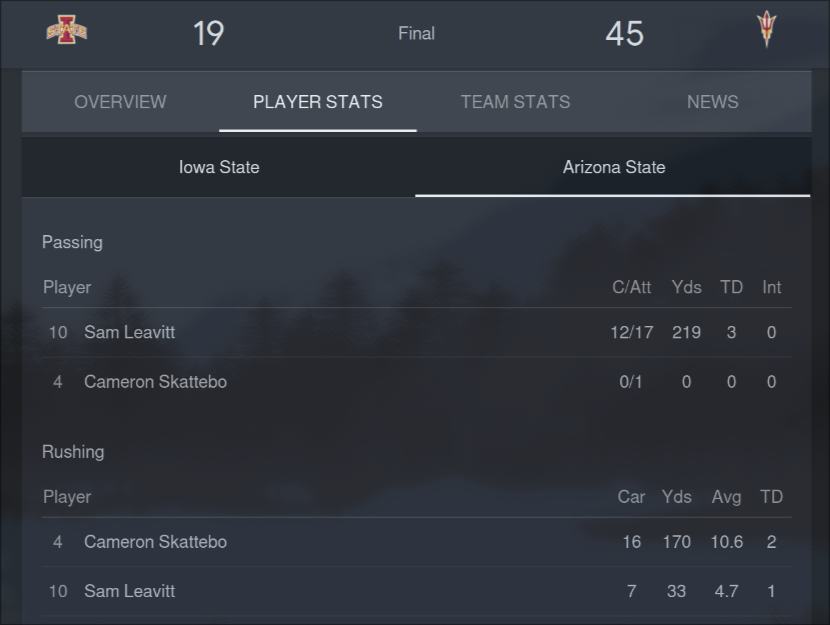 STATE 19 Final 45
OVERVIEW PLAYER STATS TEAM STATS NEWS
Iowa State Arizona State
Passing
Player C/Att Yds TD Int
10 Sam Leavitt 12/17 219 3 0
4 Cameron Skattebo 0/1 0 0 0
Rushing
Player Car Yds Avg TD
4 Cameron Skattebo 16 170 10.6 2
10 Sam Leavitt 7 33 4.7 1